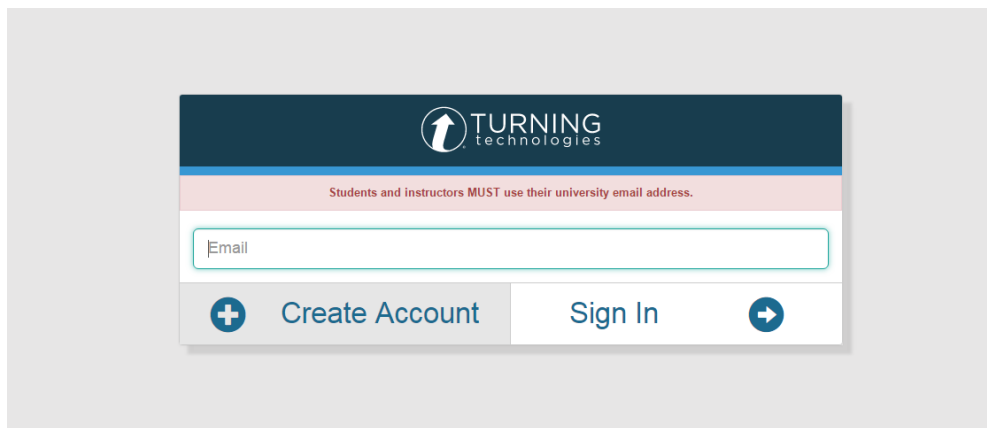 TURNING
technologies
Students and instructors MUST use their university email address.
Email
Create Account
Sign In